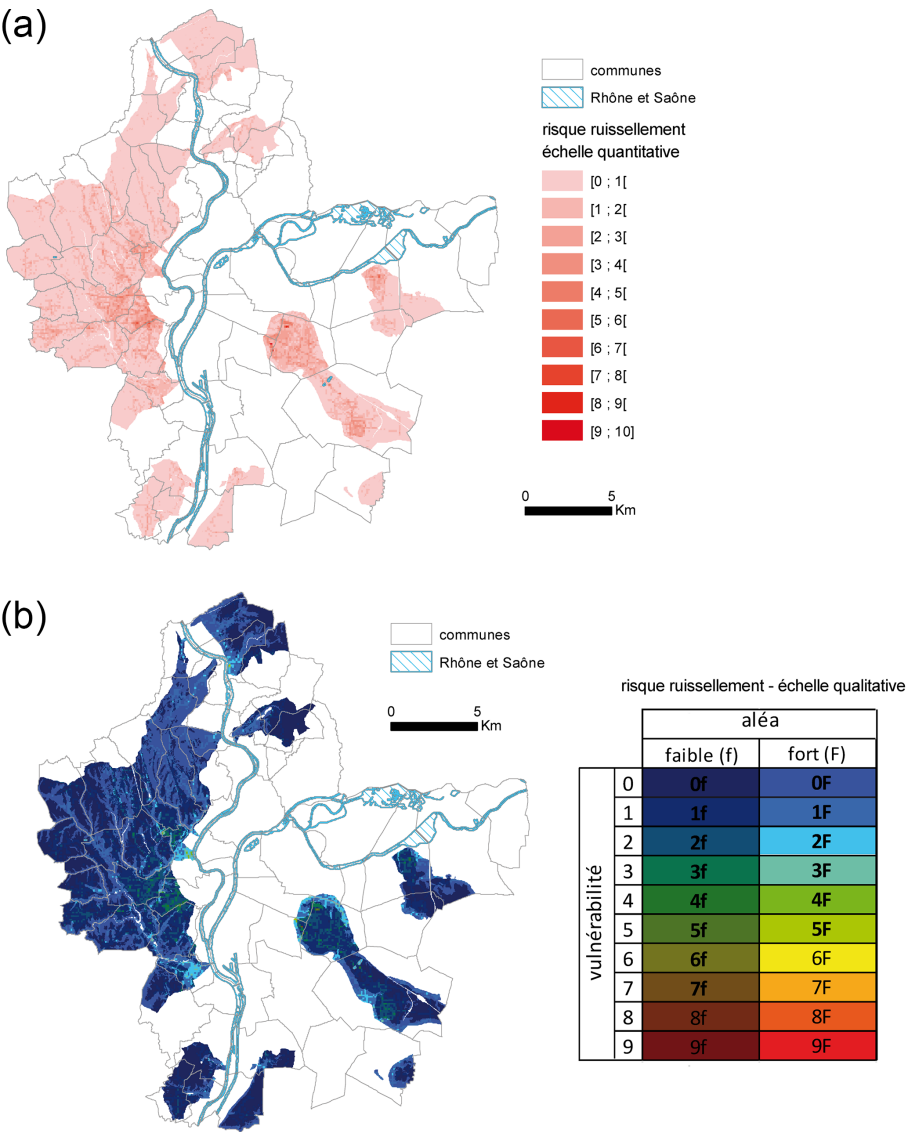 (a)
communes
Rhône et Saône
risque ruissellement
échelle quantitative
[0 ; 1[
[1 ; 2[
[2 ; 3[
[3 ; 4[
[4 ; 5[
[5 ; 6[
[6 ; 7[
[7 ; 8[
[8 ; 9[
[9 ; 10]
0 5
Km
(b)
communes
Rhône et Saône
0 5
Km
risque ruissellement - échelle qualitative
aléa
faible (f) fort (F)
vulnérabilité
0 0f 0F
1 1f 1F
2 2f 2F
3 3f 3F
4 4f 4F
5 5f 5F
6 6f 6F
7 7f 7F
8 8f 8F
9 9f 9F